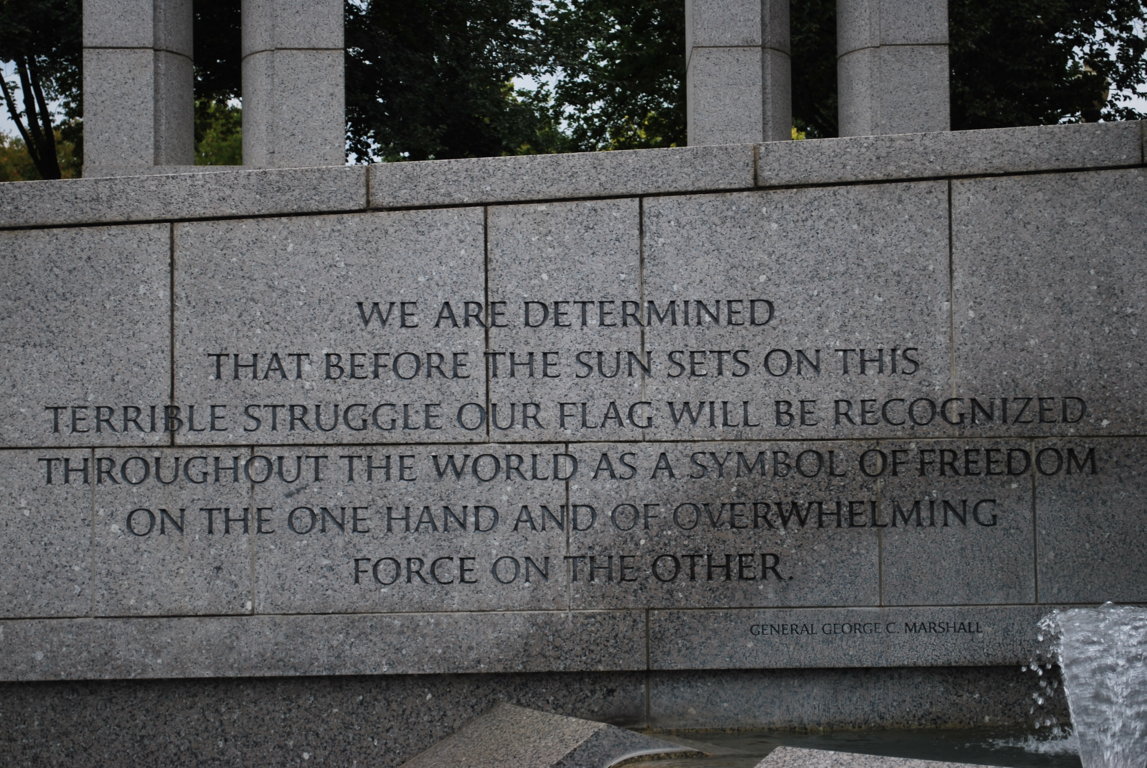 WE ARE DETERMINED
THAT BEFORE THE SUN SETS ON THIS
TERRIBLE STRUGGLE OUR FLAG WILL BE RECOGNIZED
THROUGHOUT THE WORLD AS A SYMBOL OF FREEDOM
ON THE ONE HAND AND OF OVERWHELMING
FORCE ON THE OTHER.
GENERAL GEORGE C. MARSHALL